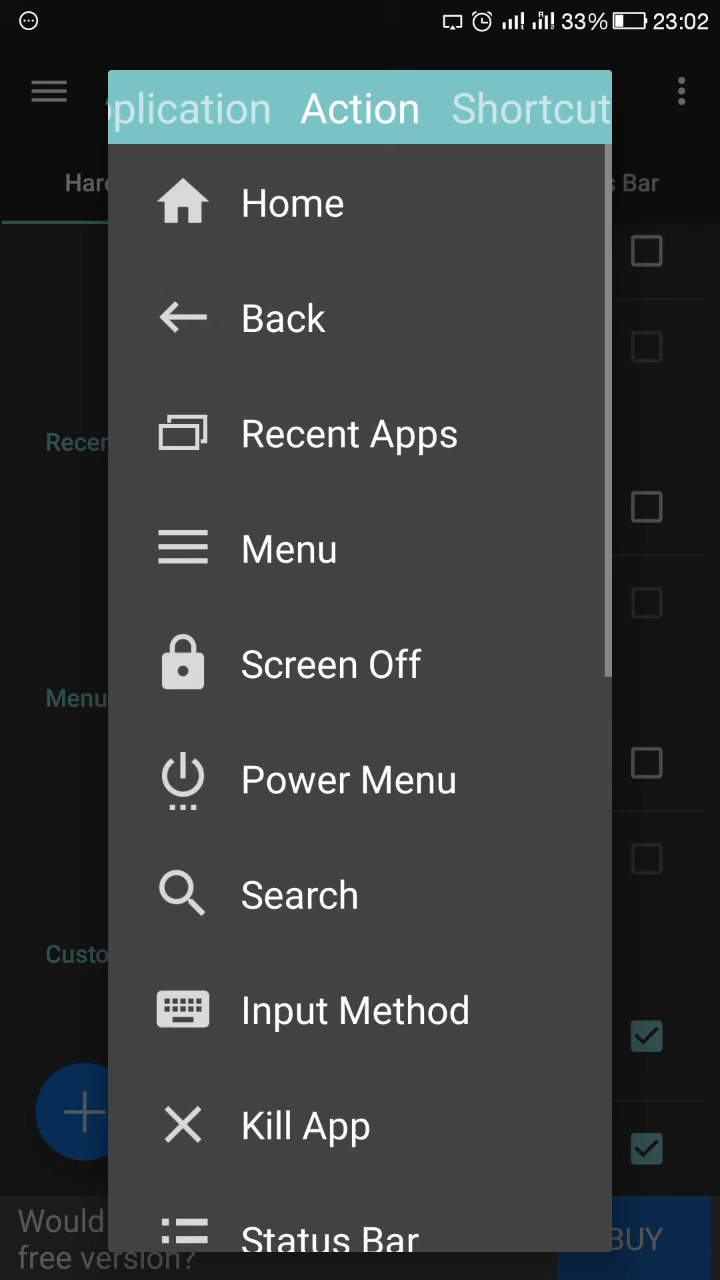 33% 23:02
plication Action Shortcut
Hard
s Bar
Home
Back
Recent Apps
Recen
Menu
Screen Off
Menu
Power Menu
Search
Custo
Input Method
Kill App
Status Bar
Would
free version?
BUY